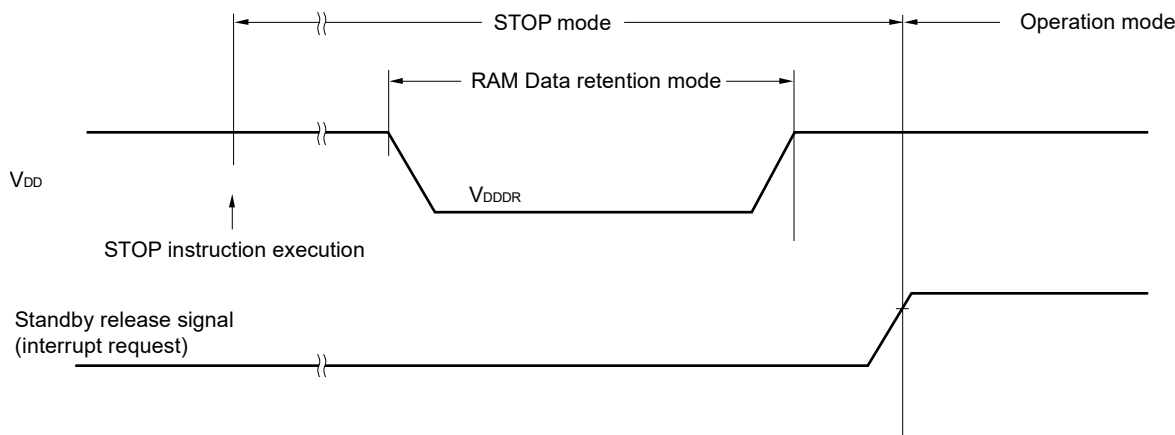 STOP mode
Operation mode
RAM Data retention mode
VDD
VDDDR
STOP instruction execution
Standby release signal
(interrupt request)